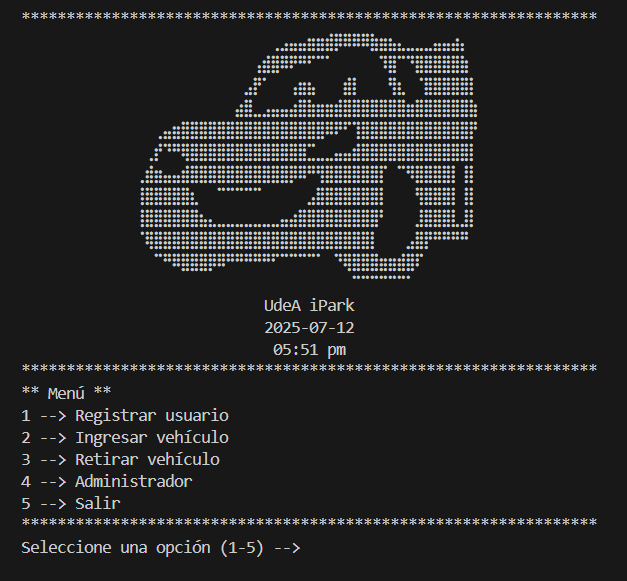 ****************************************************************
UdeA iPark
2025-07-12
05:51 pm
****************************************************************
** Menú **
1 --> Registrar usuario
2 --> Ingresar vehículo
3 --> Retirar vehículo
4 --> Administrador
5 --> Salir
****************************************************************
Seleccione una opción (1-5) -->